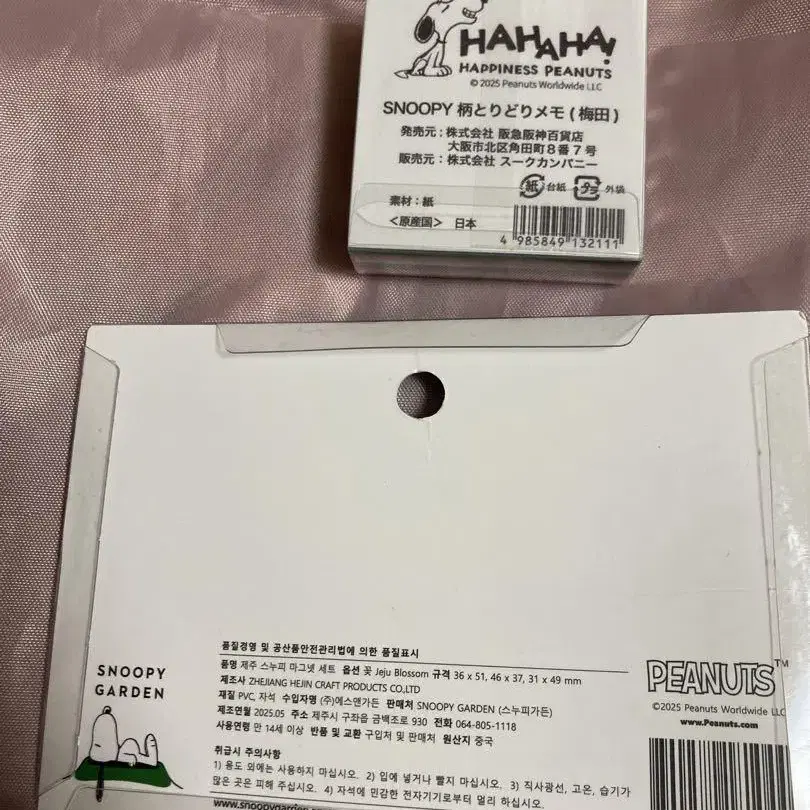 HAHAHA!
HAPPINESS PEANUTS
© 2025 Peanuts Worldwide LLC
SNOOPY 柄とりどりメモ ( 梅田 )
発売元 : 株式会社 阪急阪神百貨店
大阪市北区角田町８番７号
販売元 : 株式会社 スークカンパニー
紙 台紙 プラ 外袋
素材 : 紙
＜原産国＞ 日本
4 985849 132111
SNOOPY
GARDEN
품질경영 및 공산품안전관리법에 의한 품질표시
품명 제주 스누피 마그넷 세트 옵션 꽃 Jeju Blossom 규격 36 x 51, 46 x 37, 31 x 49 mm
제조사 ZHEJIANG HEJIN CRAFT PRODUCTS CO,LTD
재질 PVC, 자석 수입자명 (주)에스앤가든 판매처 SNOOPY GARDEN (스누피가든)
제조연월 2025.05 주소 제주시 구좌읍 금백조로 930 전화 064-805-1118
사용연령 만 14세 이상 반품 및 교환 구입처 및 판매처 원산지 중국
취급시 주의사항
1) 용도 외에는 사용하지 마십시오. 2) 입에 넣거나 빨지 마십시오. 3) 직사광선, 고온, 습기가
많은 곳은 피해 주십시오. 4) 자석에 민감한 전자기기로부터 멀리 하십시오.
www.snoopygarden
PEANUTS™
©2025 Peanuts Worldwide LLC
www.Peanuts.com